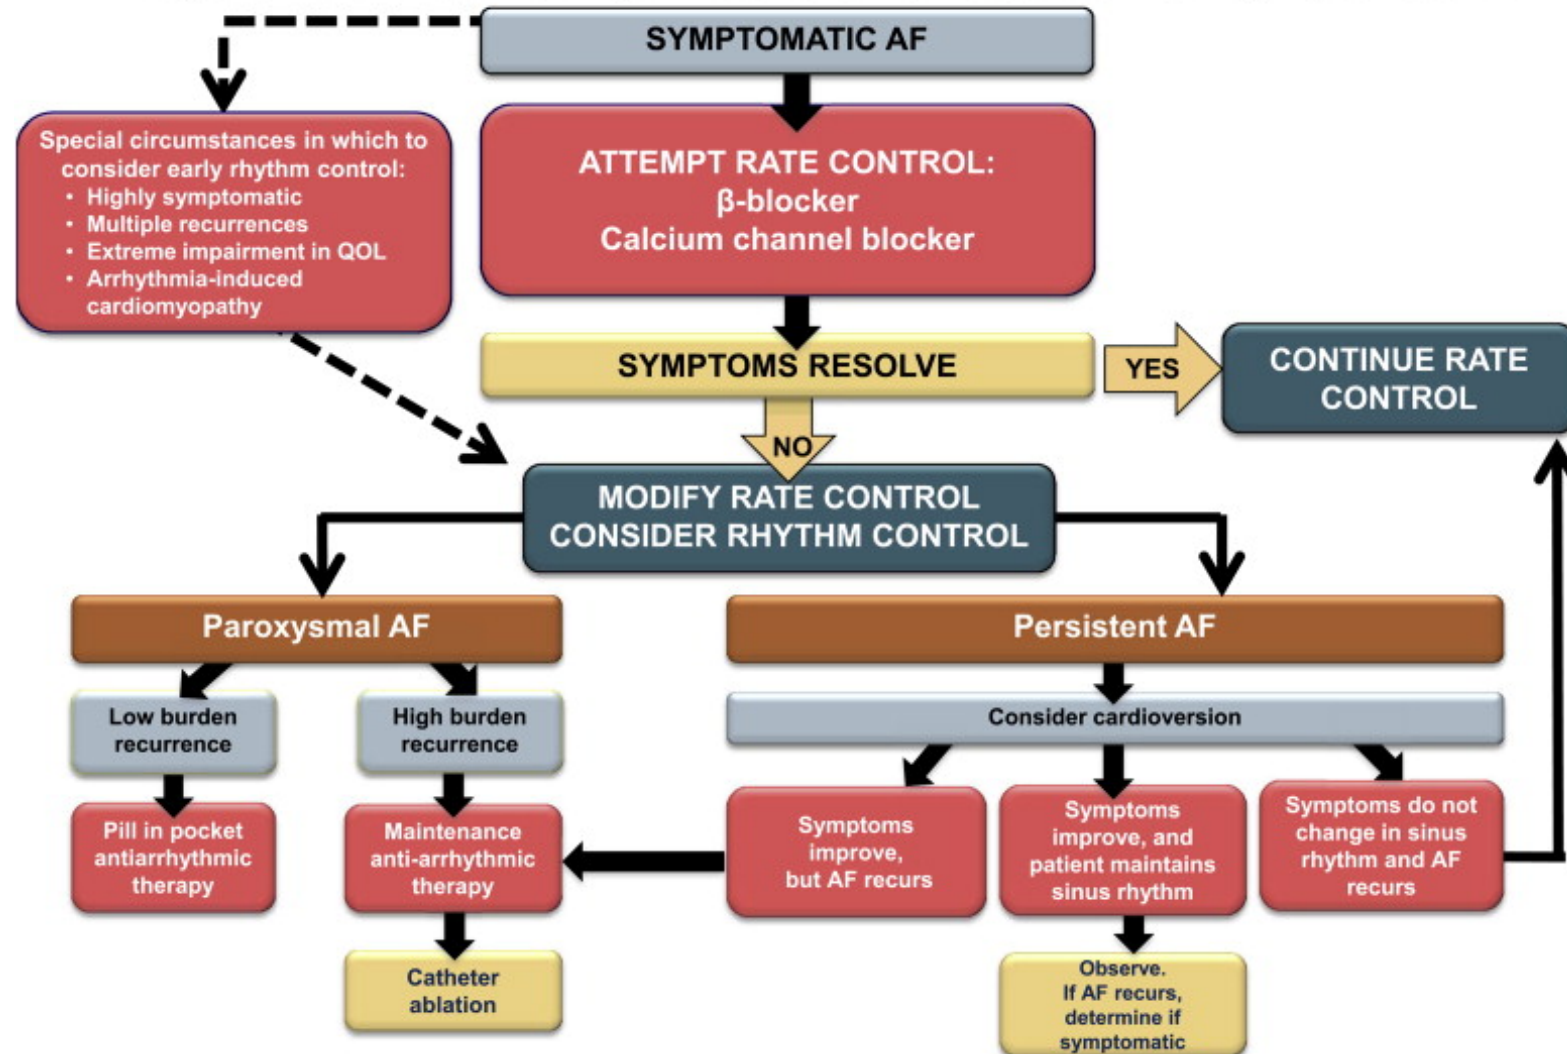 SYMPTOMATIC AF
Special circumstances in which to
consider early rhythm control:
• Highly symptomatic
• Multiple recurrences
• Extreme impairment in QOL
• Arrhythmia-induced
cardiomyopathy
ATTEMPT RATE CONTROL:
β-blocker
Calcium channel blocker
SYMPTOMS RESOLVE
YES
CONTINUE RATE
CONTROL
NO
MODIFY RATE CONTROL
CONSIDER RHYTHM CONTROL
Paroxysmal AF
Persistent AF
Low burden
recurrence
High burden
recurrence
Consider cardioversion
Pill in pocket
antiarrhythmic
therapy
Maintenance
anti-arrhythmic
therapy
Symptoms
improve,
but AF recurs
Symptoms
improve, and
patient maintains
sinus rhythm
Symptoms do not
change in sinus
rhythm and AF
recurs
Catheter
ablation
Observe.
If AF recurs,
determine if
symptomatic